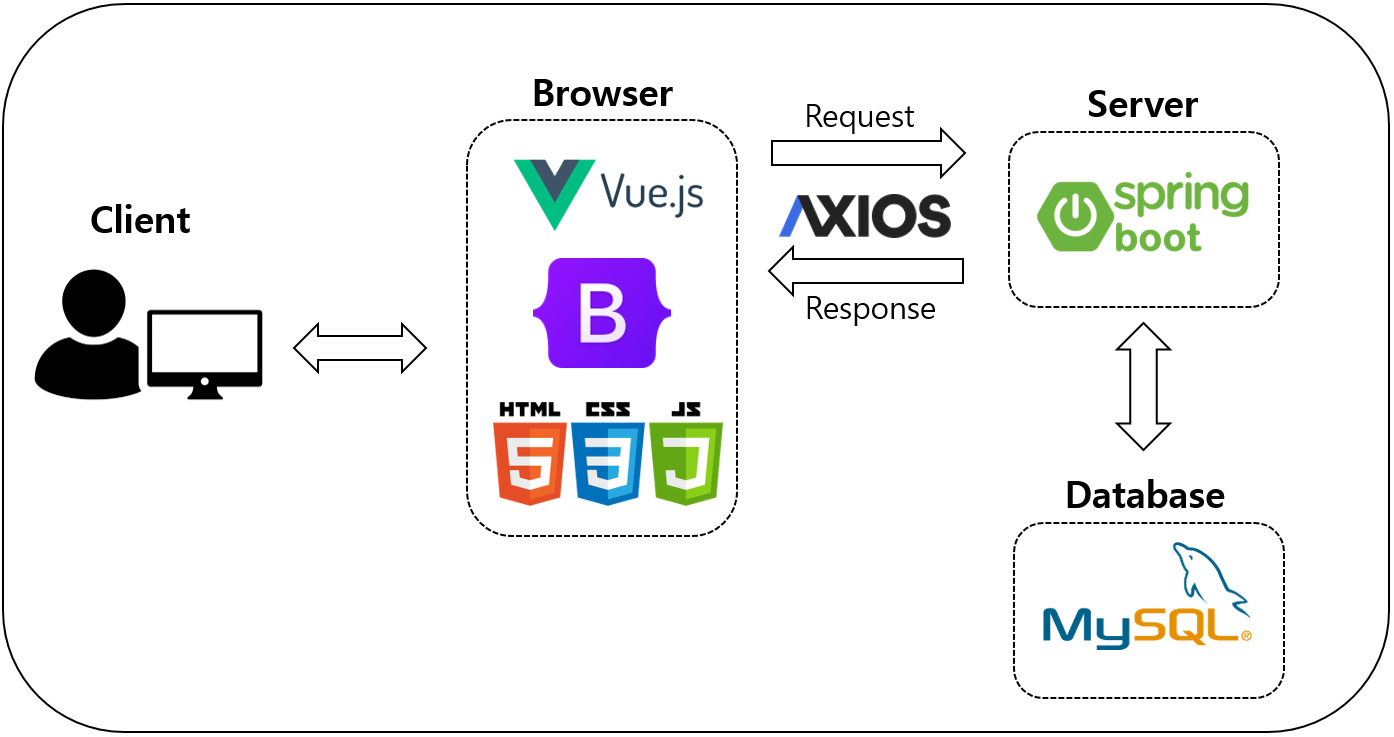 Browser
Request
Server
Vue.js
AXIOS
spring
boot
Client
B
Response
HTML CSS JS
5 3 J
Database
MySQL®